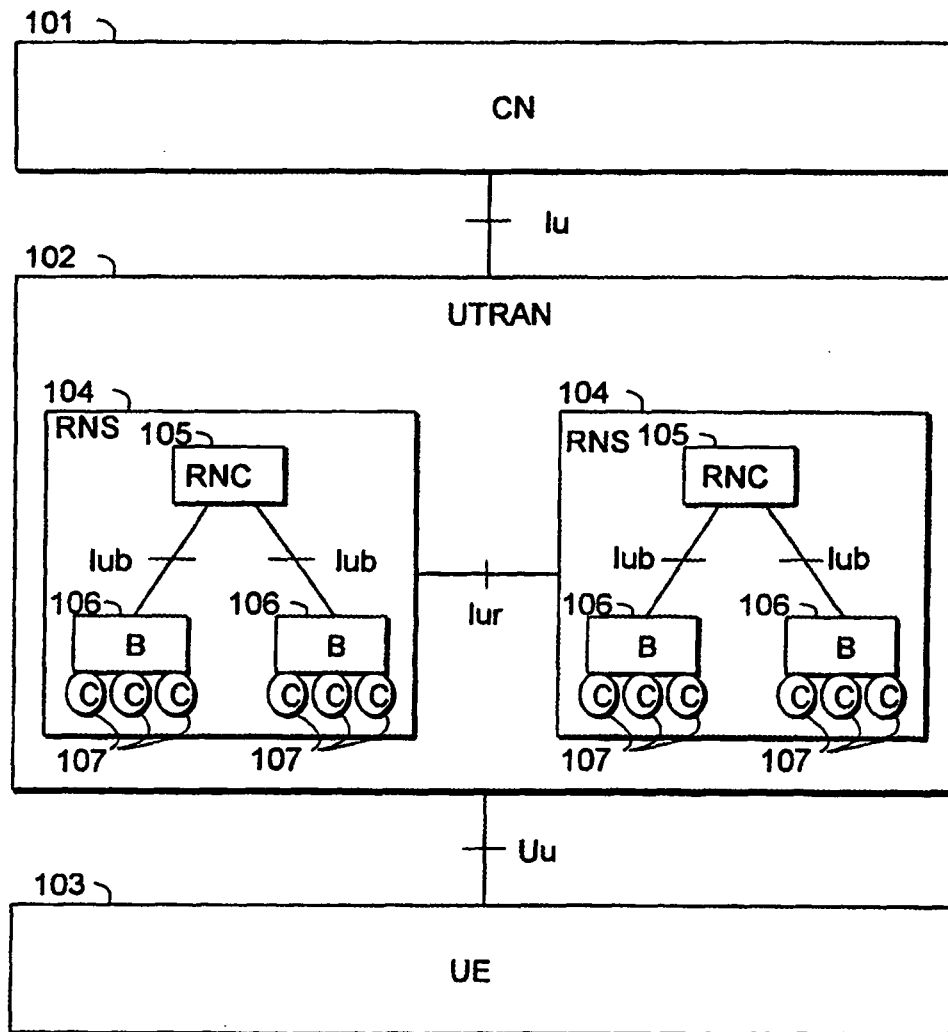 101
CN
Iu
102
UTRAN
104 104
RNS RNS
105 105
RNC RNC
Iub Iub Iub Iub
Iur
106 106 106 106
B B B B
C C C C C C C C C C C C
107 107 107 107
Uu
103
UE